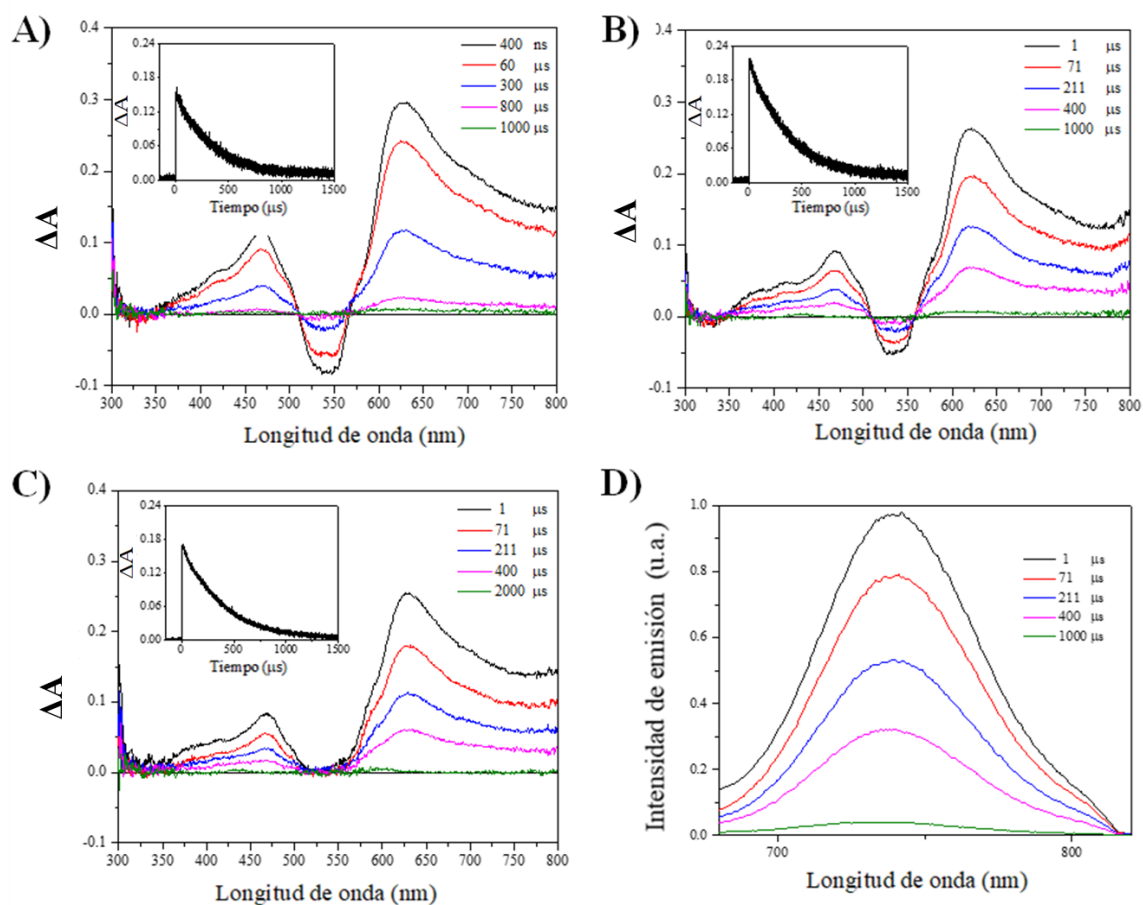 A)
ΔA
0.4
0.3
0.2
0.1
0.0
-0.1
300 350 400 450 500 550 600 650 700 750 800
Longitud de onda (nm)
400 ns
60 μs
300 μs
800 μs
1000 μs
ΔA
0.24
0.18
0.12
0.06
0.00
0 500 1000 1500
Tiempo (μs)
B)
ΔA
0.4
0.3
0.2
0.1
0.0
-0.1
300 350 400 450 500 550 600 650 700 750 800
Longitud de onda (nm)
1 μs
71 μs
211 μs
400 μs
1000 μs
ΔA
0.24
0.18
0.12
0.06
0.00
0 500 1000 1500
Tiempo (μs)
C)
ΔA
0.4
0.3
0.2
0.1
0.0
-0.1
300 350 400 450 500 550 600 650 700 750 800
Longitud de onda (nm)
1 μs
71 μs
211 μs
400 μs
2000 μs
ΔA
0.24
0.18
0.12
0.06
0.00
0 500 1000 1500
Tiempo (μs)
D)
Intensidad de emisión (u.a.)
1.0
0.8
0.6
0.4
0.2
0.0
700 800
Longitud de onda (nm)
1 μs
71 μs
211 μs
400 μs
1000 μs